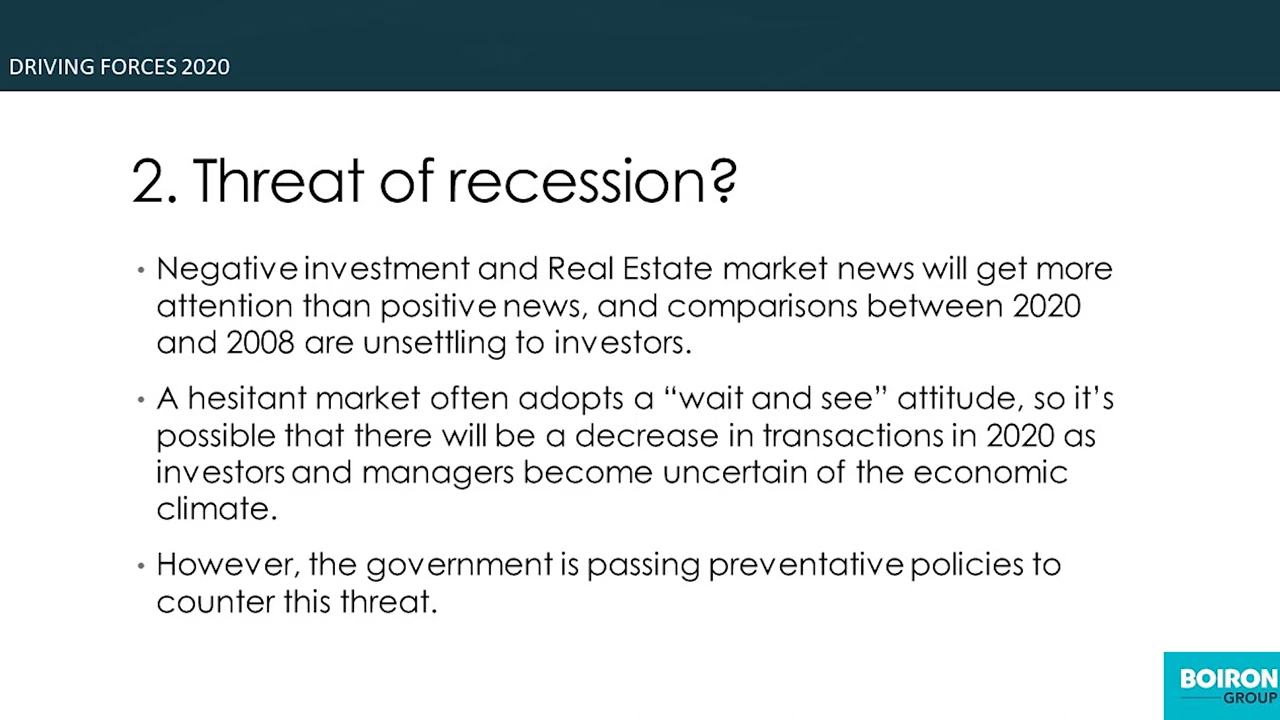 DRIVING FORCES 2020
2. Threat of recession?
• Negative investment and Real Estate market news will get more
attention than positive news, and comparisons between 2020
and 2008 are unsettling to investors.
• A hesitant market often adopts a “wait and see” attitude, so it’s
possible that there will be a decrease in transactions in 2020 as
investors and managers become uncertain of the economic
climate.
• However, the government is passing preventative policies to
counter this threat.
BOIRON
GROUP